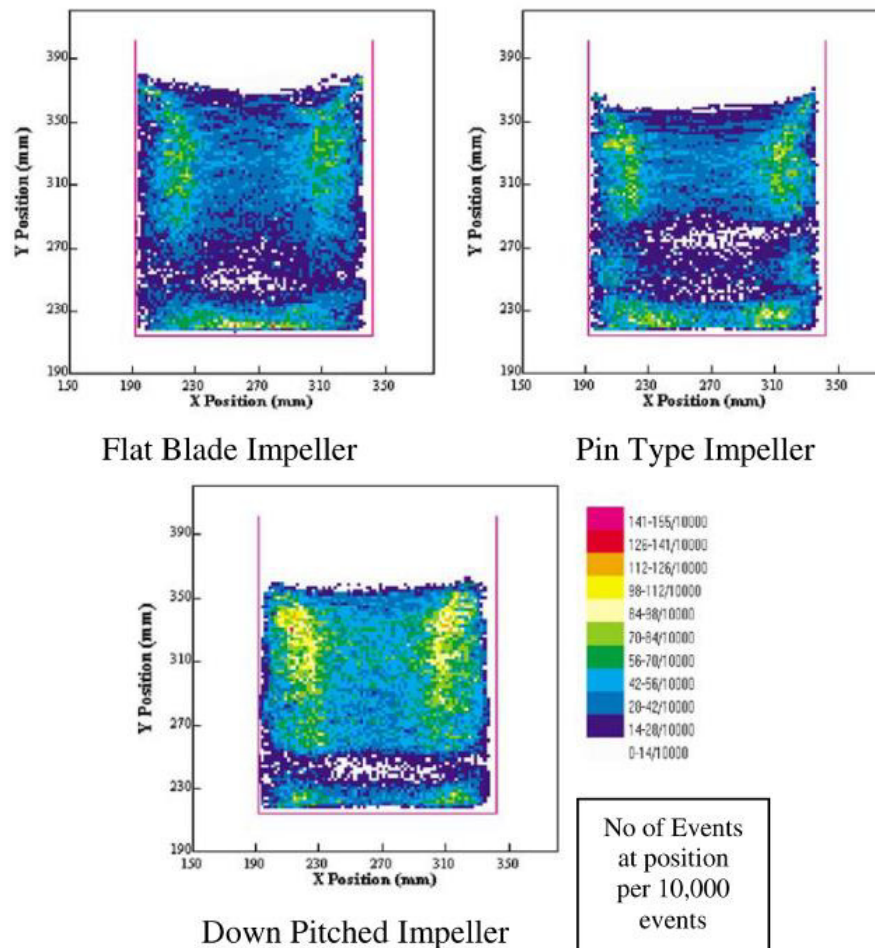 390
350
310
270
230
190
Y Position (mm)
150 190 230 270 310 350
X Position (mm)
Flat Blade Impeller
390
350
310
270
230
190
Y Position (mm)
150 190 230 270 310 350
X Position (mm)
Pin Type Impeller
390
350
310
270
230
190
Y Position (mm)
150 190 230 270 310 350
X Position (mm)
Down Pitched Impeller
141-155/10000
126-141/10000
112-126/10000
98-112/10000
84-98/10000
70-84/10000
56-70/10000
42-56/10000
28-42/10000
14-28/10000
0-14/10000
No of Events
at position
per 10,000
events